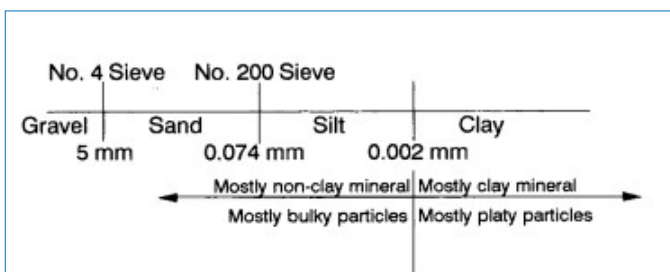 No. 4 Sieve No. 200 Sieve
Gravel Sand Silt Clay
5 mm 0.074 mm 0.002 mm
Mostly non-clay mineral Mostly clay mineral
Mostly bulky particles Mostly platy particles